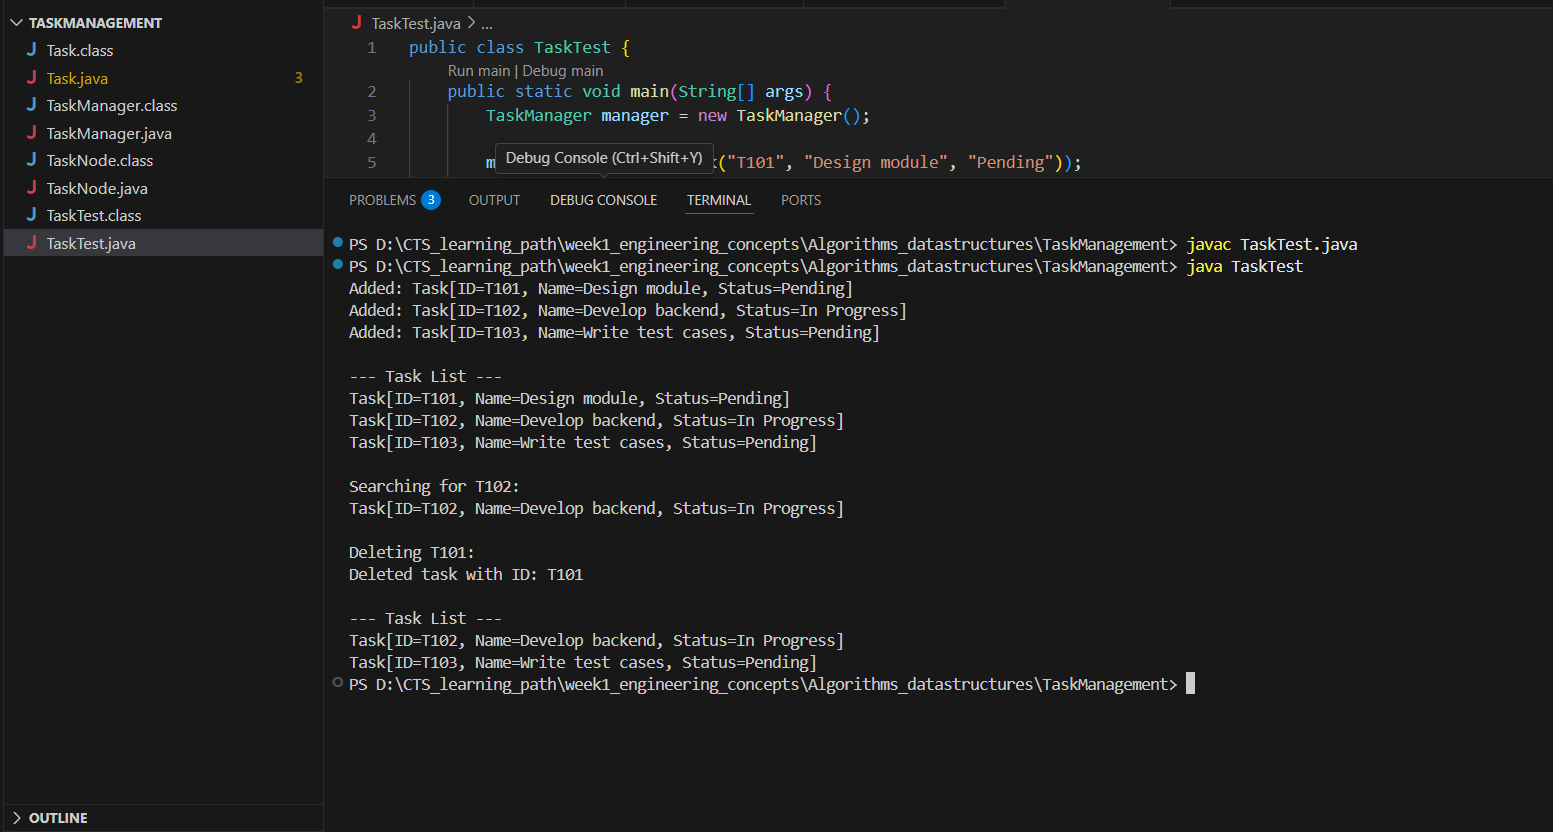 TASKMANAGEMENT
J Task.class
J Task.java 3
J TaskManager.class
J TaskManager.java
J TaskNode.class
J TaskNode.java
J TaskTest.class
J TaskTest.java
OUTLINE
J TaskTest.java > ...
1 public class TaskTest {
Run main | Debug main
2 public static void main(String[] args) {
3 TaskManager manager = new TaskManager();
4
5 m k("T101", "Design module", "Pending"));
Debug Console (Ctrl+Shift+Y)
PROBLEMS 3 OUTPUT DEBUG CONSOLE TERMINAL PORTS
PS D:\CTS_learning_path\week1_engineering_concepts\Algorithms_datastructures\TaskManagement> javac TaskTest.java
PS D:\CTS_learning_path\week1_engineering_concepts\Algorithms_datastructures\TaskManagement> java TaskTest
Added: Task[ID=T101, Name=Design module, Status=Pending]
Added: Task[ID=T102, Name=Develop backend, Status=In Progress]
Added: Task[ID=T103, Name=Write test cases, Status=Pending]
--- Task List ---
Task[ID=T101, Name=Design module, Status=Pending]
Task[ID=T102, Name=Develop backend, Status=In Progress]
Task[ID=T103, Name=Write test cases, Status=Pending]
Searching for T102:
Task[ID=T102, Name=Develop backend, Status=In Progress]
Deleting T101:
Deleted task with ID: T101
--- Task List ---
Task[ID=T102, Name=Develop backend, Status=In Progress]
Task[ID=T103, Name=Write test cases, Status=Pending]
PS D:\CTS_learning_path\week1_engineering_concepts\Algorithms_datastructures\TaskManagement>